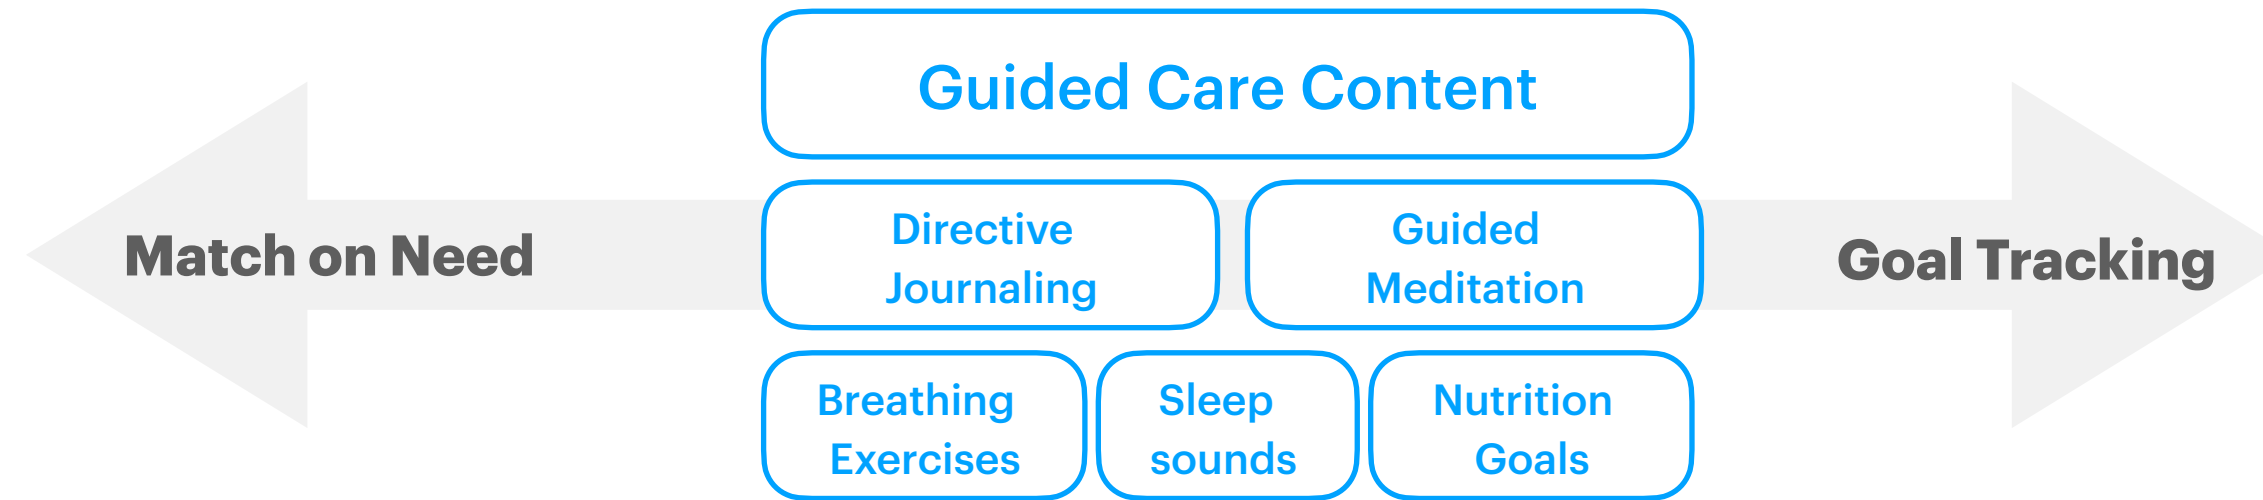 Guided Care Content
Match on Need
Directive
Journaling
Guided
Meditation
Goal Tracking
Breathing
Exercises
Sleep
sounds
Nutrition
Goals